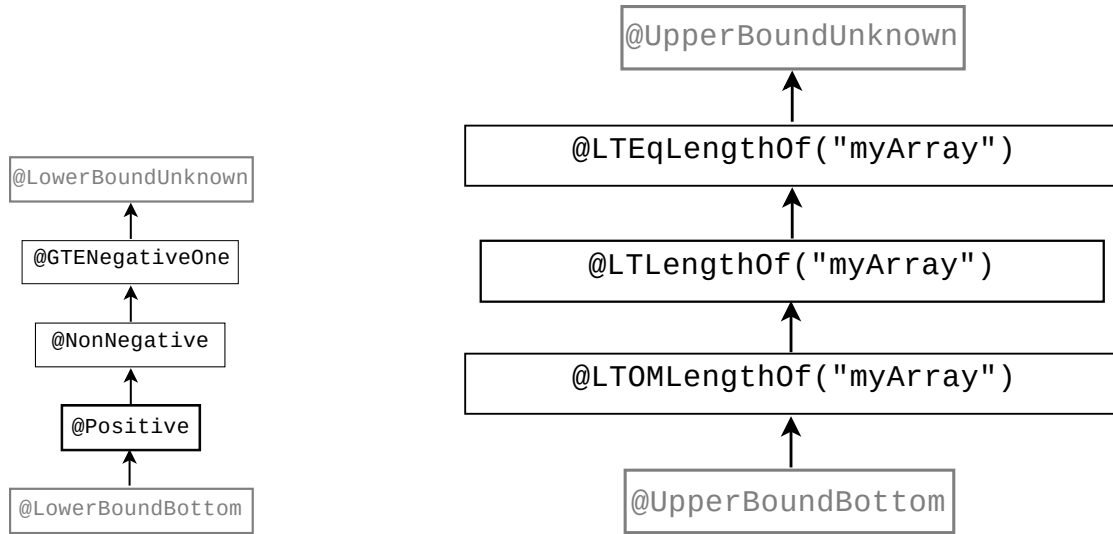 @LowerBoundUnknown
@GTENegativeOne
@NonNegative
@Positive
@LowerBoundBottom
@UpperBoundUnknown
@LTEqLengthOf("myArray")
@LTLengthOf("myArray")
@LTOMLengthOf("myArray")
@UpperBoundBottom